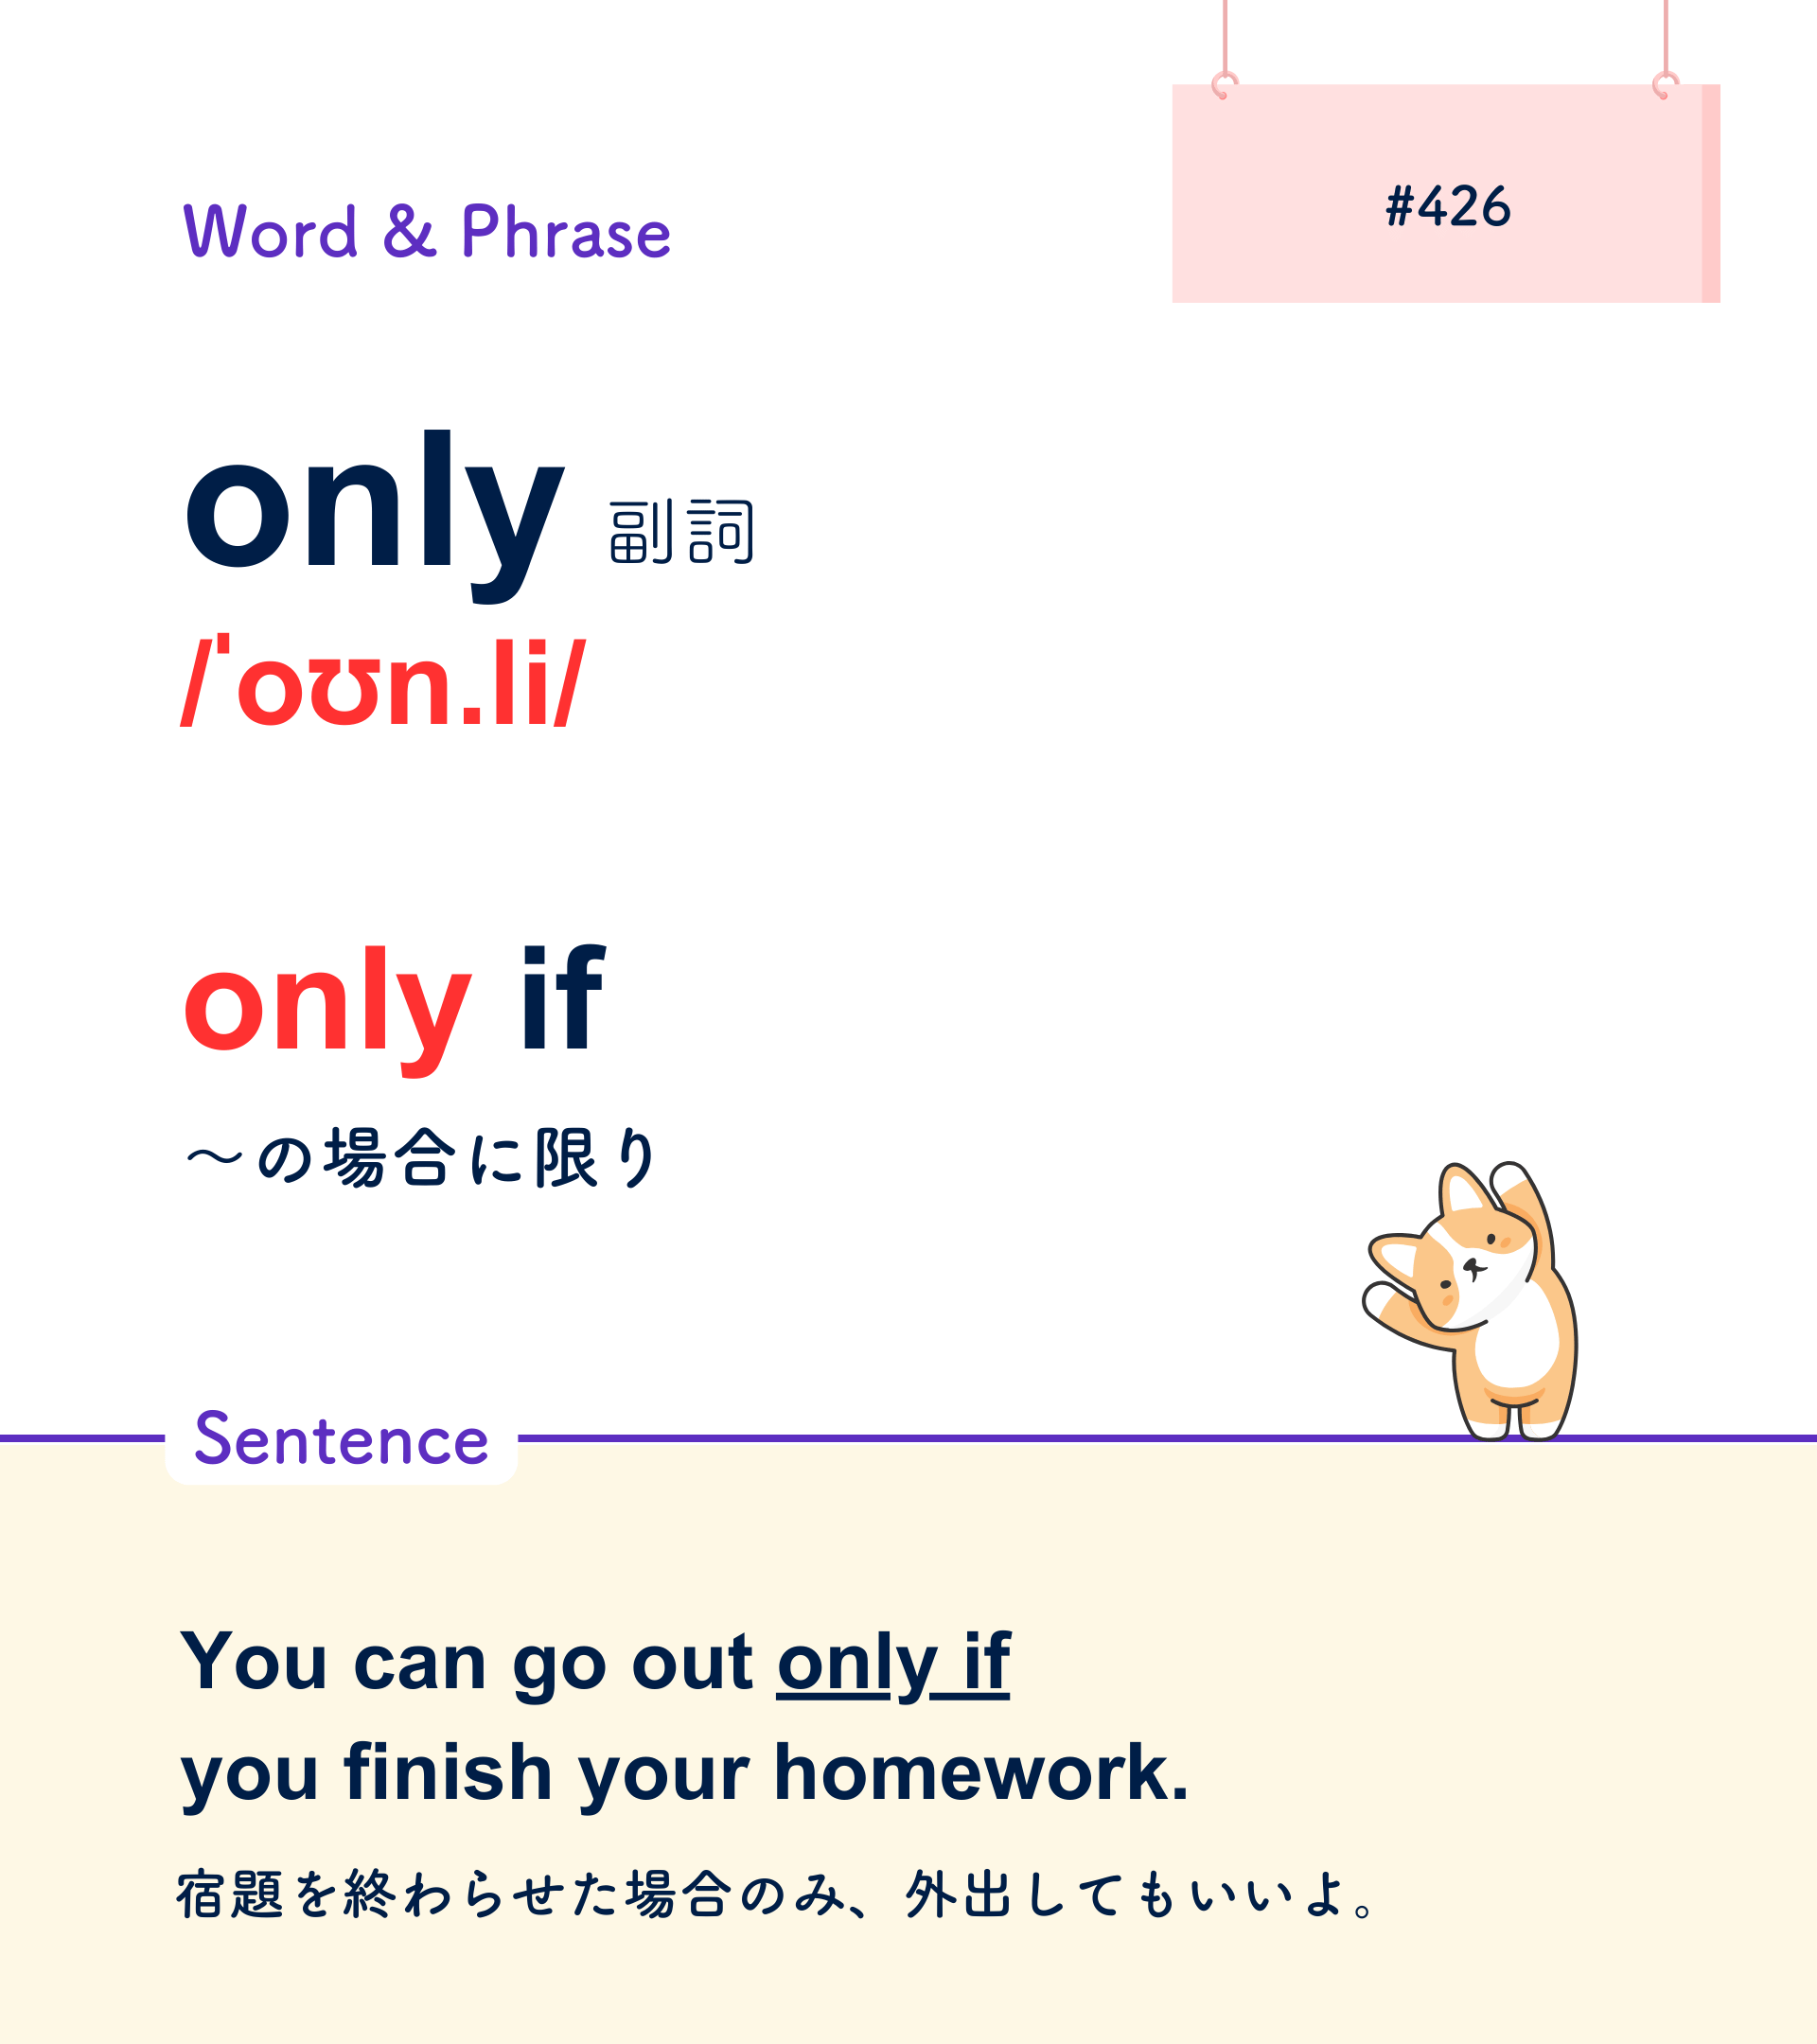 #426
Word & Phrase
only 副詞
/ˈoʊn.li/
only if
〜の場合に限り
Sentence
You can go out only if
you finish your homework.
宿題を終わらせた場合のみ、外出してもいいよ。